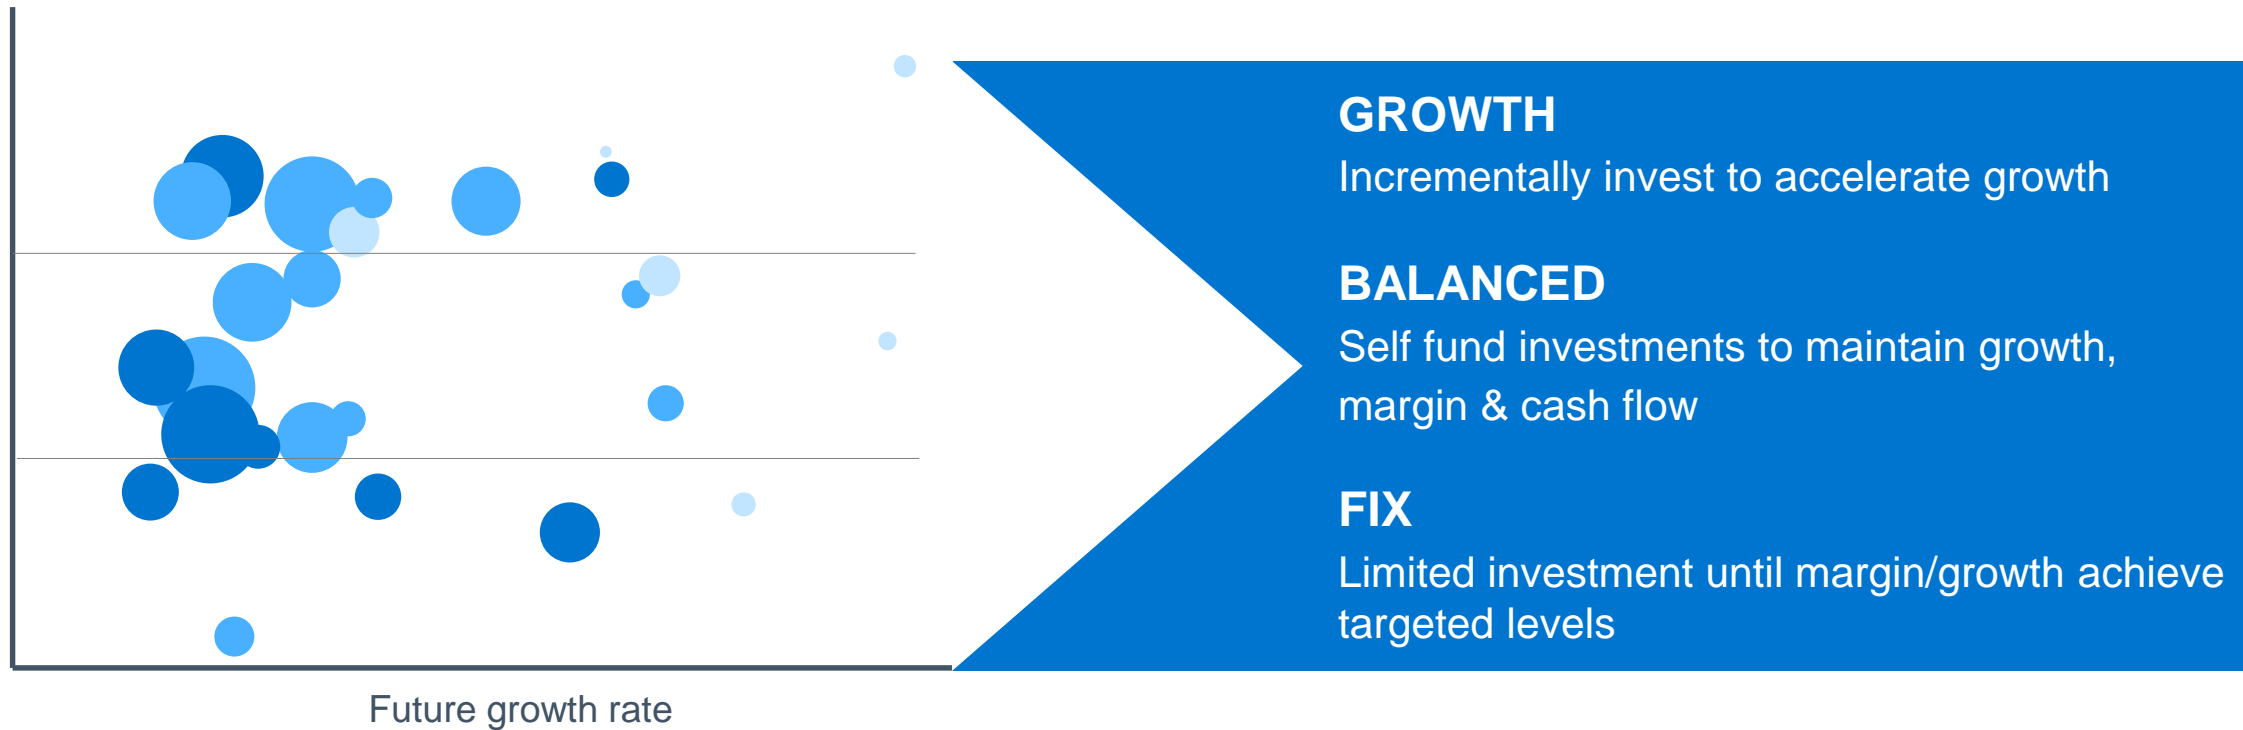 GROWTH
Incrementally invest to accelerate growth
BALANCED
Self fund investments to maintain growth,
margin & cash flow
FIX
Limited investment until margin/growth achieve
targeted levels
Future growth rate